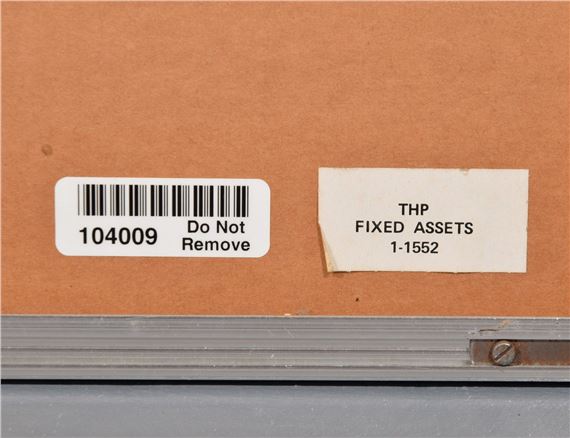 104009
Do Not
Remove
THP
FIXED ASSETS
1-1552